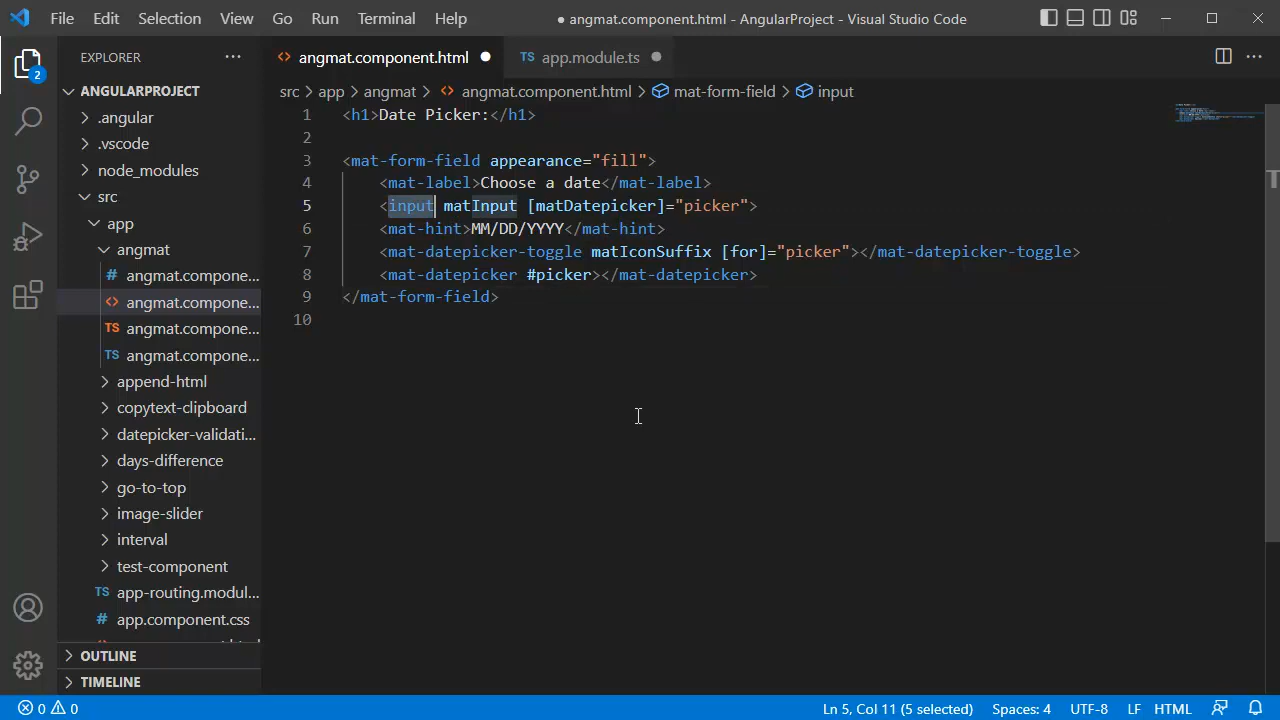 File Edit Selection View Go Run Terminal Help
● angmat.component.html - AngularProject - Visual Studio Code
EXPLORER
ANGULARPROJECT
.angular
.vscode
node_modules
src
app
angmat
# angmat.compone...
<> angmat.compone...
TS angmat.compone...
TS angmat.compone...
append-html
copytext-clipboard
datepicker-validati...
days-difference
go-to-top
image-slider
interval
test-component
TS app-routing.modul...
# app.component.css
OUTLINE
TIMELINE
2
<> angmat.component.html ●
TS app.module.ts ●
src > app > angmat > <> angmat.component.html > mat-form-field > input
1 <h1>Date Picker:</h1>
2
3 <mat-form-field appearance="fill">
4     <mat-label>Choose a date</mat-label>
5     <input matInput [matDatepicker]="picker">
6     <mat-hint>MM/DD/YYYY</mat-hint>
7     <mat-datepicker-toggle matIconSuffix [for]="picker"></mat-datepicker-toggle>
8     <mat-datepicker #picker></mat-datepicker>
9 </mat-form-field>
10
0 0 Ln 5, Col 11 (5 selected) Spaces: 4 UTF-8 LF HTML